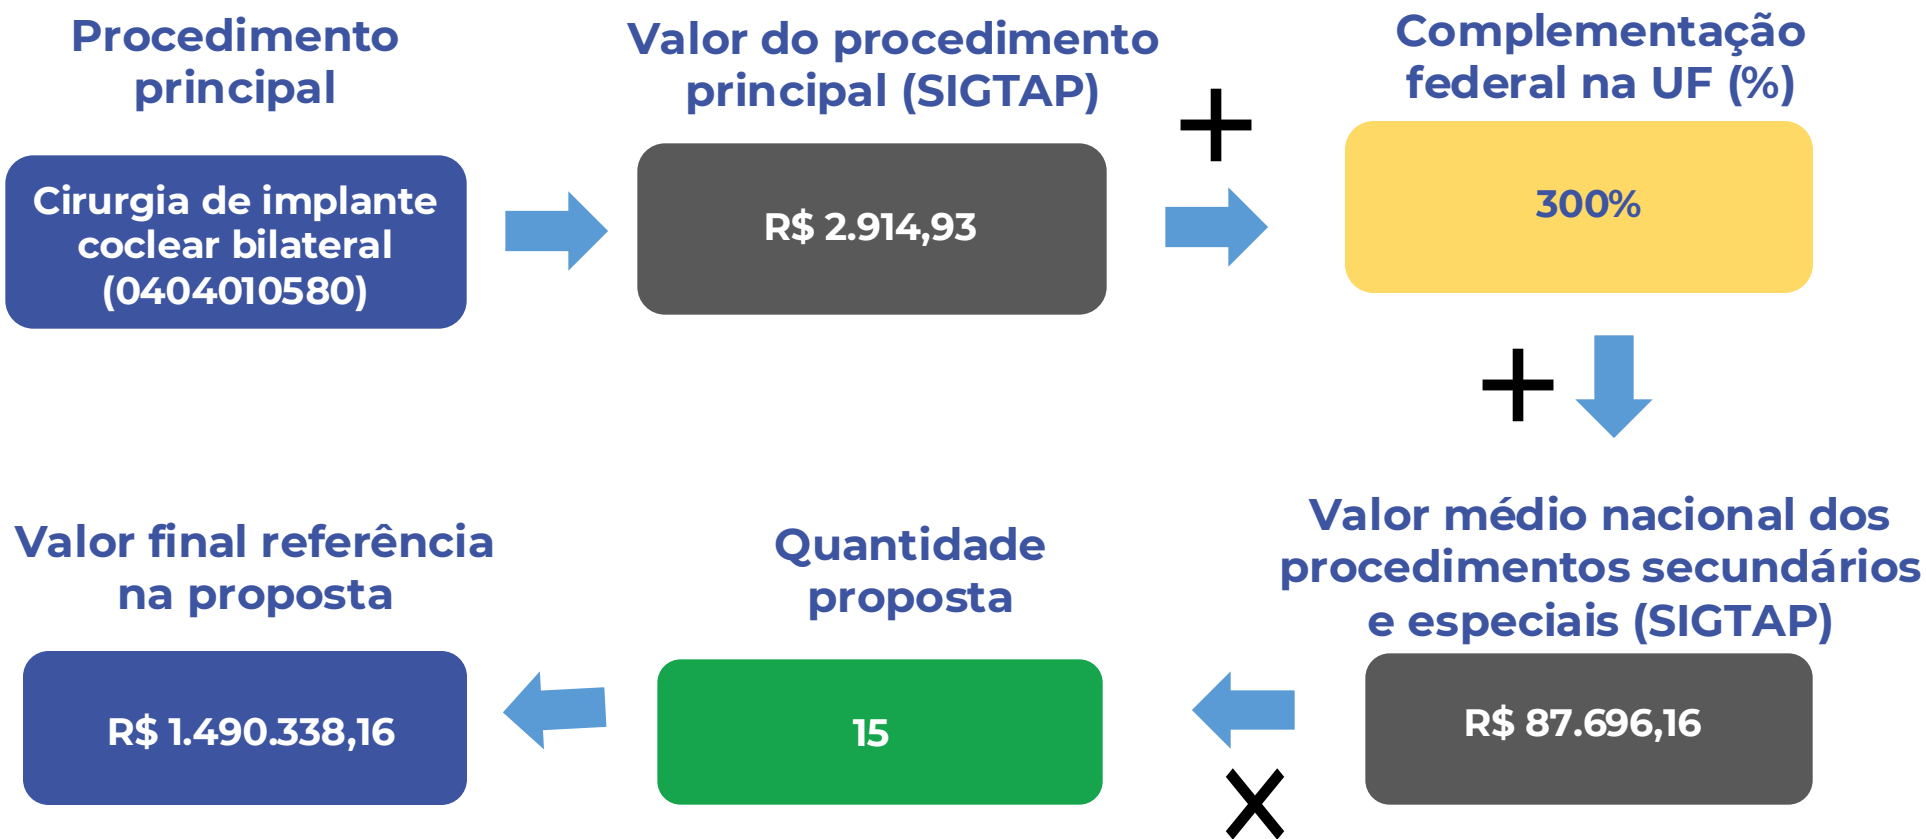 Procedimento
principal
Cirurgia de implante
coclear bilateral
(0404010580)
Valor do procedimento
principal (SIGTAP)
R$ 2.914,93
+
Complementação
federal na UF (%)
300%
+
Valor médio nacional dos
procedimentos secundários
e especiais (SIGTAP)
R$ 87.696,16
X
Quantidade
proposta
15
Valor final referência
na proposta
R$ 1.490.338,16